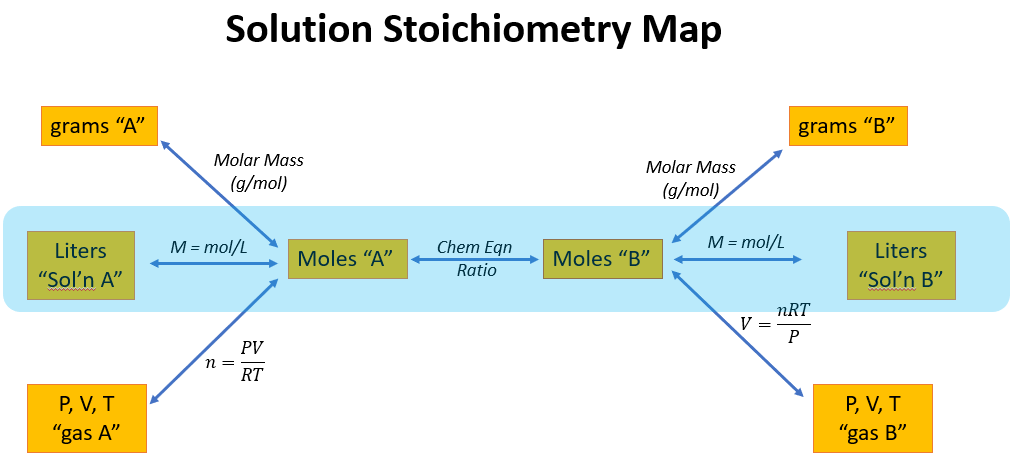 Solution Stoichiometry Map
grams “A”
grams “B”
Molar Mass
(g/mol)
Molar Mass
(g/mol)
Liters
“Sol’n A”
M = mol/L
Moles “A”
Chem Eqn
Ratio
Moles “B”
M = mol/L
Liters
“Sol’n B”
n = PV/RT
V = nRT/P
P, V, T
“gas A”
P, V, T
“gas B”